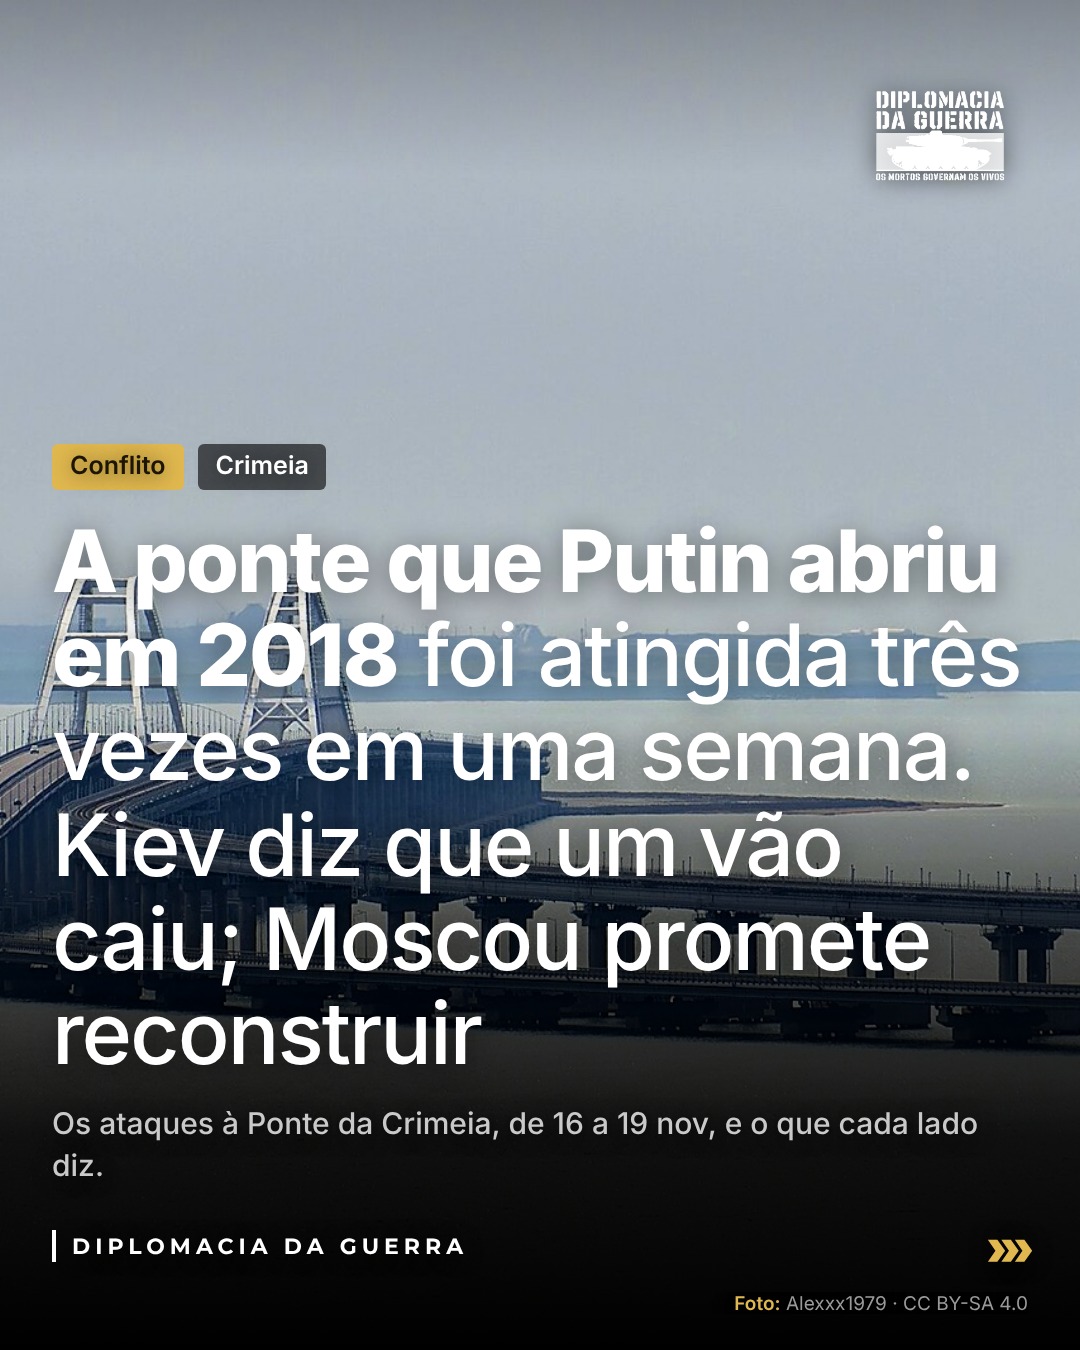 DIPLOMACIA
DA GUERRA
OS MORTOS GOVERNAM OS VIVOS
Conflito
Crimeia
A ponte que Putin abriu
em 2018 foi atingida três
vezes em uma semana.
Kiev diz que um vão
caiu; Moscou promete
reconstruir
Os ataques à Ponte da Crimeia, de 16 a 19 nov, e o que cada lado
diz.
DIPLOMACIA DA GUERRA
Foto: Alexxx1979 · CC BY-SA 4.0